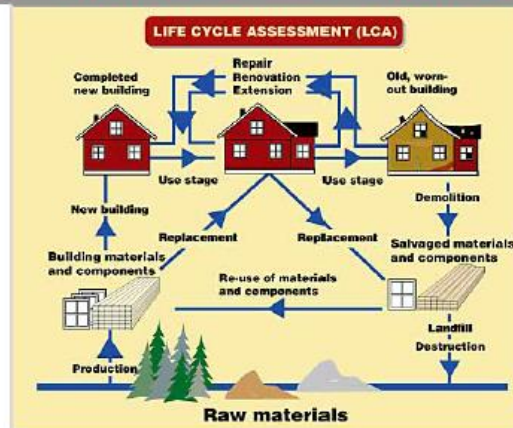 LIFE CYCLE ASSESSMENT (LCA)
Completed
new building
Repair
Renovation
Extension
Old, worn-
out building
Use stage
Use stage
New building
Demolition
Replacement
Replacement
Building materials
and components
Salvaged materials
and components
Re-use of materials
and components
Landfill
Destruction
Production
Raw materials